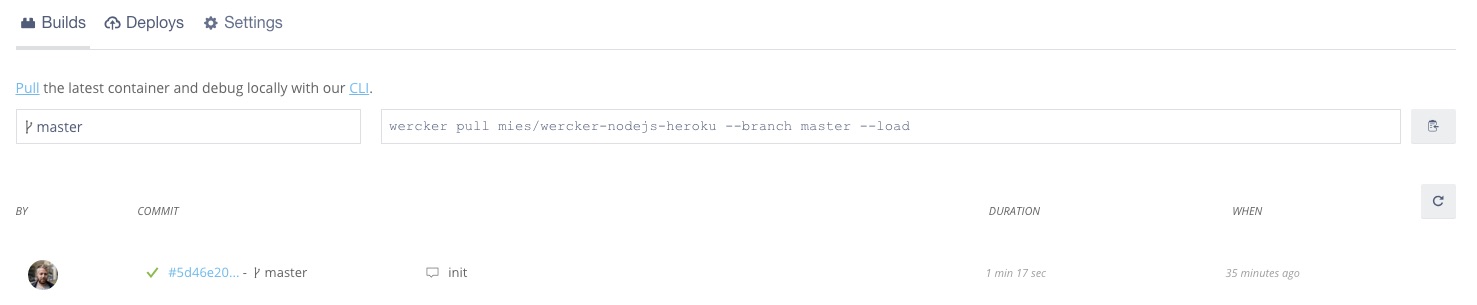 Builds Deploys Settings
Pull the latest container and debug locally with our CLI.
master wercker pull mies/wercker-nodejs-heroku --branch master --load
BY COMMIT DURATION WHEN
#5d46e20... - master init 1 min 17 sec 35 minutes ago